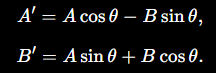 A′ = A cos θ − B sin θ,
B′ = A sin θ + B cos θ.